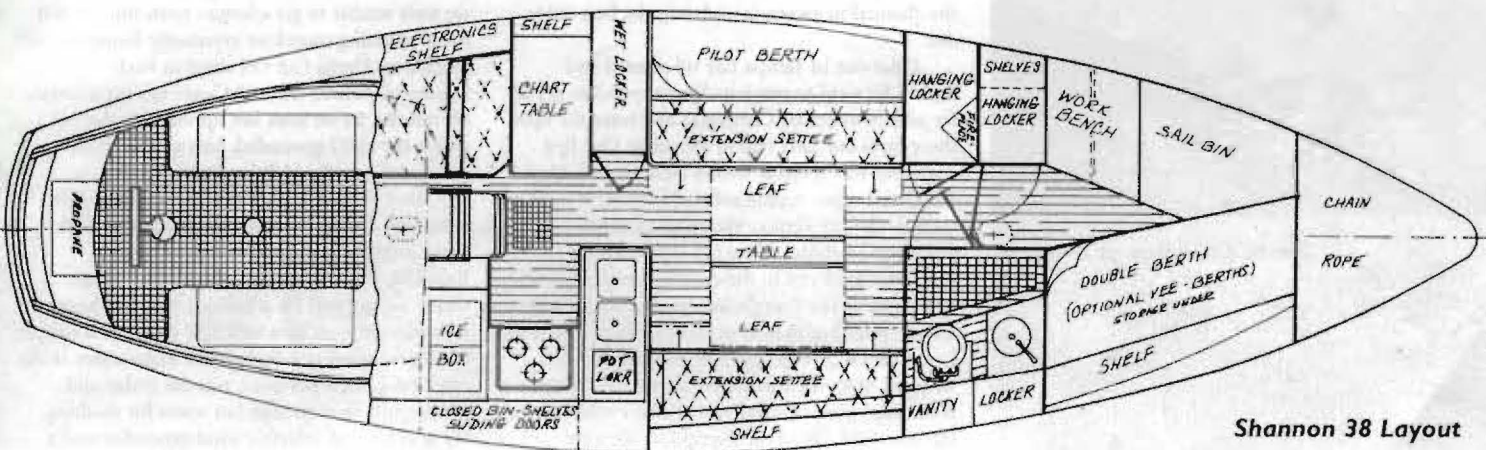 ELECTRONICS
SHELF
SHELF
CHART
TABLE
WET LOCKER
PILOT BERTH
EXTENSION SETTEE
HANGING
LOCKER
FIRE
PLACE
SHELVES
HANGING
LOCKER
WORK
BENCH
SAIL BIN
CHAIN
ROPE
PROPANE
LEAF
TABLE
LEAF
ICE
BOX
POT
LOKR
CLOSED BIN-SHELVES
SLIDING DOORS
EXTENSION SETTEE
SHELF
VANITY
LOCKER
DOUBLE BERTH
(OPTIONAL VEE-BERTHS)
STORAGE UNDER
SHELF
Shannon 38 Layout